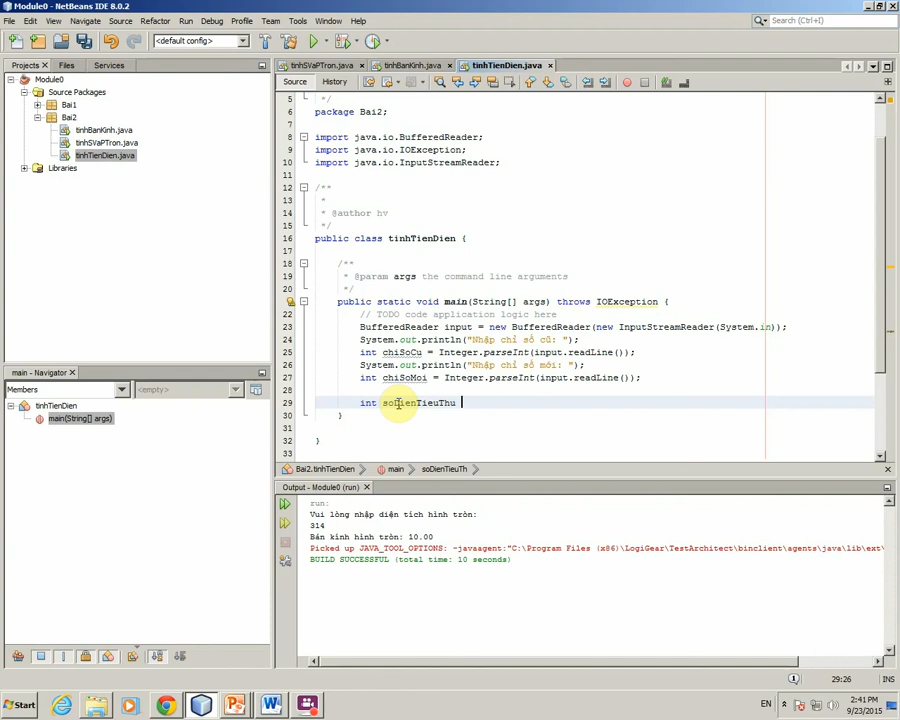 Module0 - NetBeans IDE 8.0.2
File Edit View Navigate Source Refactor Run Debug Profile Team Tools Window Help
Search (Ctrl+I)
<default config>
Projects Files Services
Module0
Source Packages
Bai1
Bai2
tinhBanKinh.java
tinhSVaPTron.java
tinhTienDien.java
Libraries
tinhSVaPTron.java tinhBanKinh.java tinhTienDien.java
Source History
5 */
6 package Bai2;
7
8 import java.io.BufferedReader;
9 import java.io.IOException;
10 import java.io.InputStreamReader;
11
12 /**
13 *
14 * @author hv
15 */
16 public class tinhTienDien {
17
18 /**
19 * @param args the command line arguments
20 */
public static void main(String[] args) throws IOException {
22 // TODO code application logic here
23 BufferedReader input = new BufferedReader(new InputStreamReader(System.in));
24 System.out.println("Nhập chỉ số cũ: ");
25 int chiSoCu = Integer.parseInt(input.readLine());
26 System.out.println("Nhập chỉ số mới: ");
27 int chiSoMoi = Integer.parseInt(input.readLine());
28
29 int soDienTieuThu
30 }
31
32 }
33
main - Navigator
Members <empty>
tinhTienDien
main(String[] args)
Bai2.tinhTienDien main soDienTieuTh
Output - Module0 (run)
run:
Vui lòng nhập diện tích hình tròn:
314
Bán kính hình tròn: 10.00
Picked up JAVA_TOOL_OPTIONS: -javaagent:"C:\Program Files (x86)\LogiGear\TestArchitect\binclient\agents\java\lib\ext\
BUILD SUCCESSFUL (total time: 10 seconds)
29:26 INS
Start
EN
2:41 PM
9/23/2015